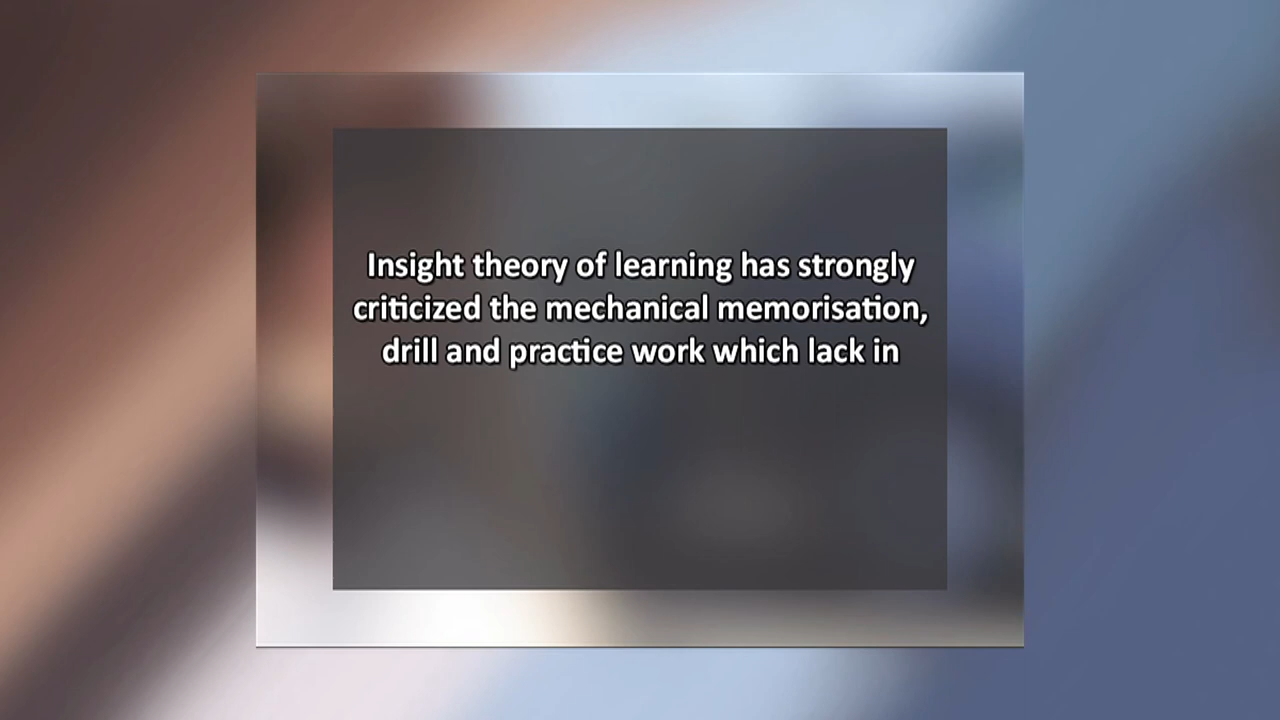 Insight theory of learning has strongly
criticized the mechanical memorisation,
drill and practice work which lack in